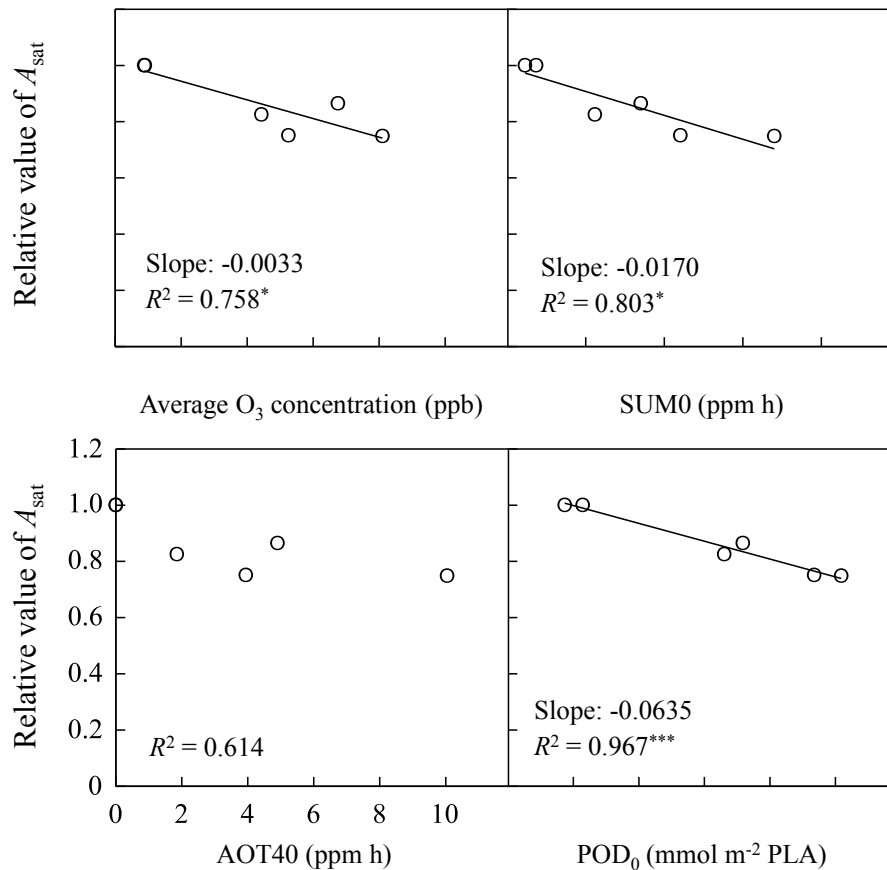 Relative value of Asat
Slope: -0.0033
R² = 0.758*
Slope: -0.0170
R² = 0.803*
Average O₃ concentration (ppb)
SUM0 (ppm h)
Relative value of Asat
1.2
1.0
0.8
0.6
0.4
0.2
0
R² = 0.614
Slope: -0.0635
R² = 0.967***
0 2 4 6 8 10
AOT40 (ppm h)
POD₀ (mmol m⁻² PLA)